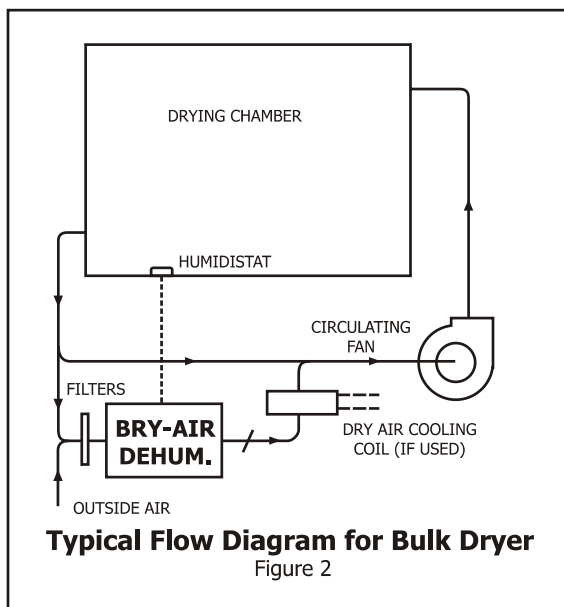 DRYING CHAMBER
HUMIDISTAT
CIRCULATING
FAN
FILTERS
BRY-AIR
DEHUM.
DRY AIR COOLING
COIL (IF USED)
OUTSIDE AIR
Typical Flow Diagram for Bulk Dryer
Figure 2